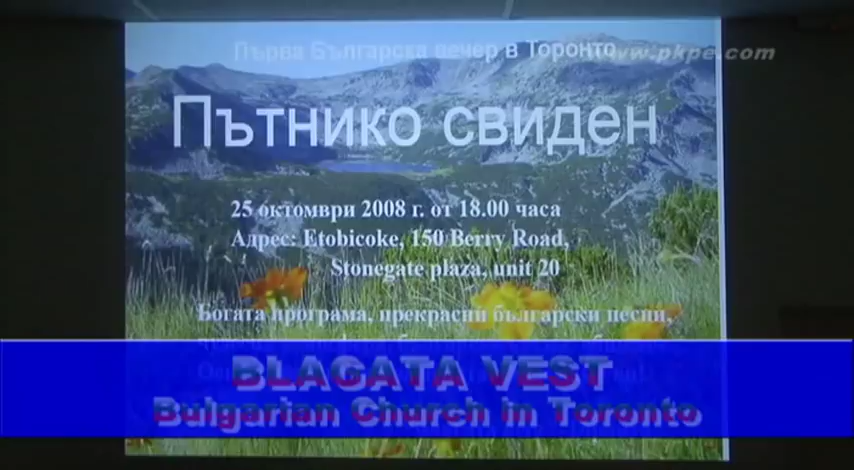 Първа Българска вечер в Торонто
www.pkpe.com
Пътнико свиден
25 октомври 2008 г. от 18.00 часа
Адрес: Etobicoke, 150 Berry Road,
Stonegate plaza, unit 20
Богата програма, прекрасни български песни,
BLAGATA VEST
Bulgarian Church in Toronto